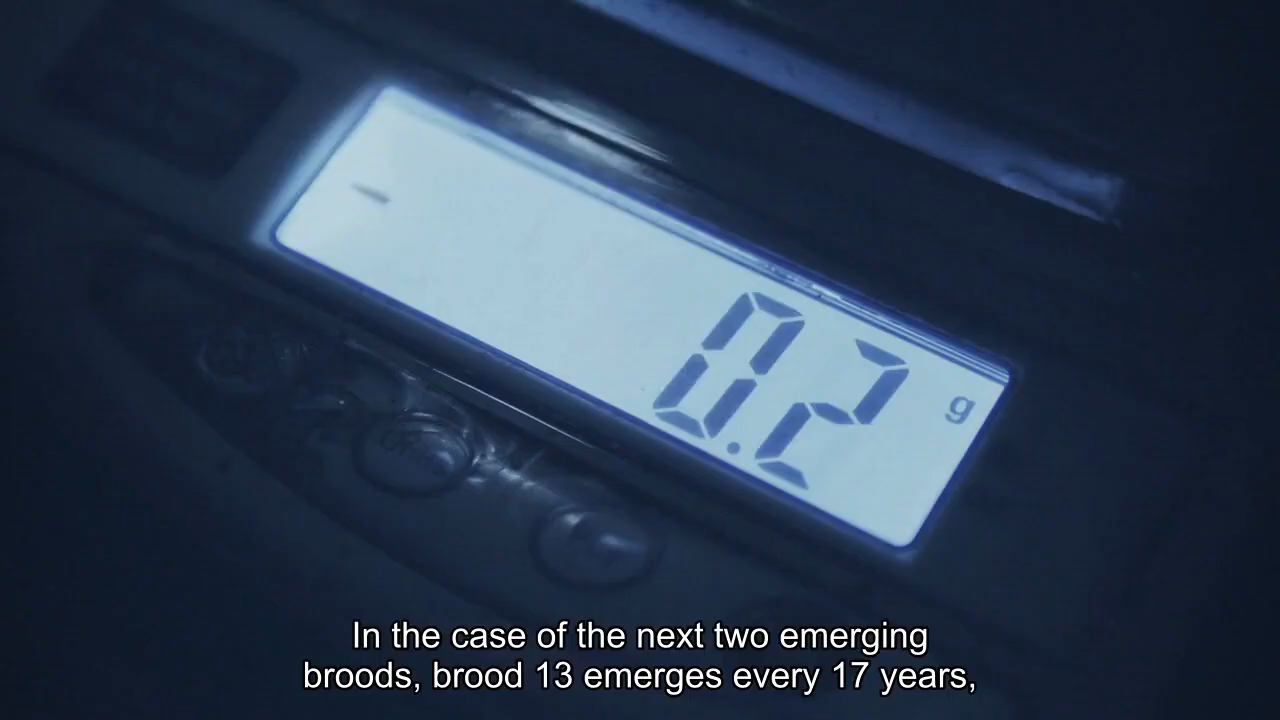 0.2 g
In the case of the next two emerging
broods, brood 13 emerges every 17 years,